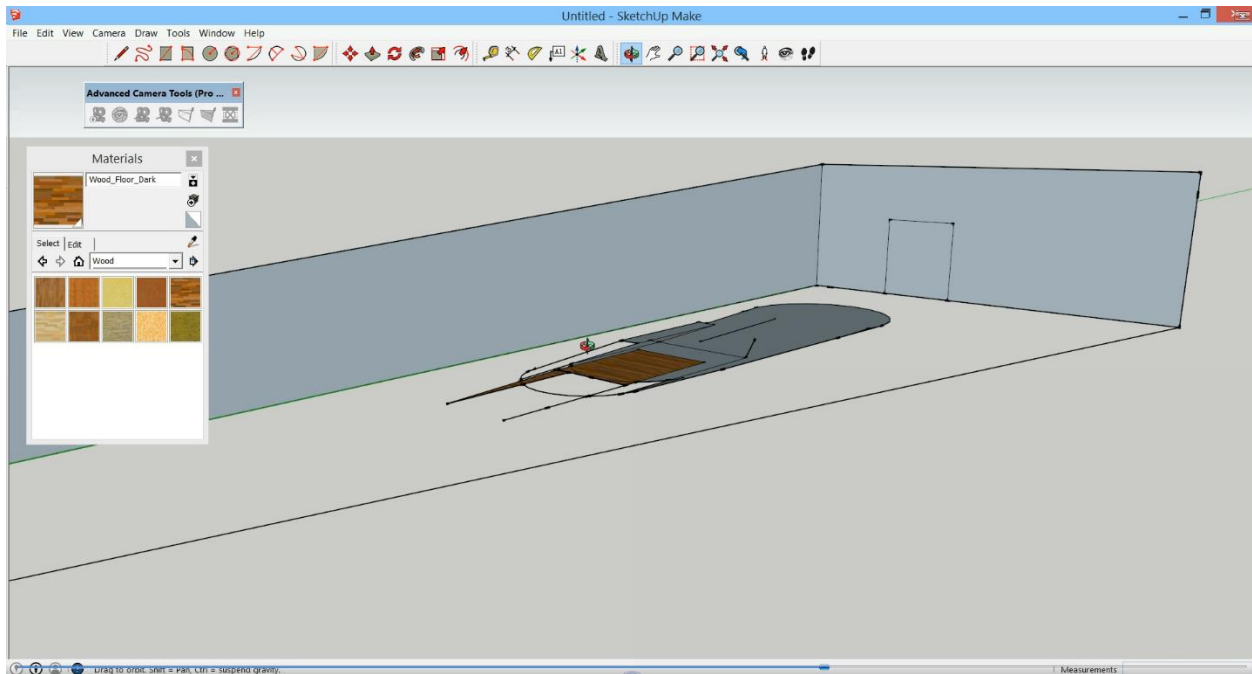 Untitled - SketchUp Make
File Edit View Camera Draw Tools Window Help
A1
Advanced Camera Tools (Pro ...
Materials
Wood_Floor_Dark
Select Edit
Wood
Drag to orbit. Shift = Pan, Ctrl = suspend gravity.
Measurements